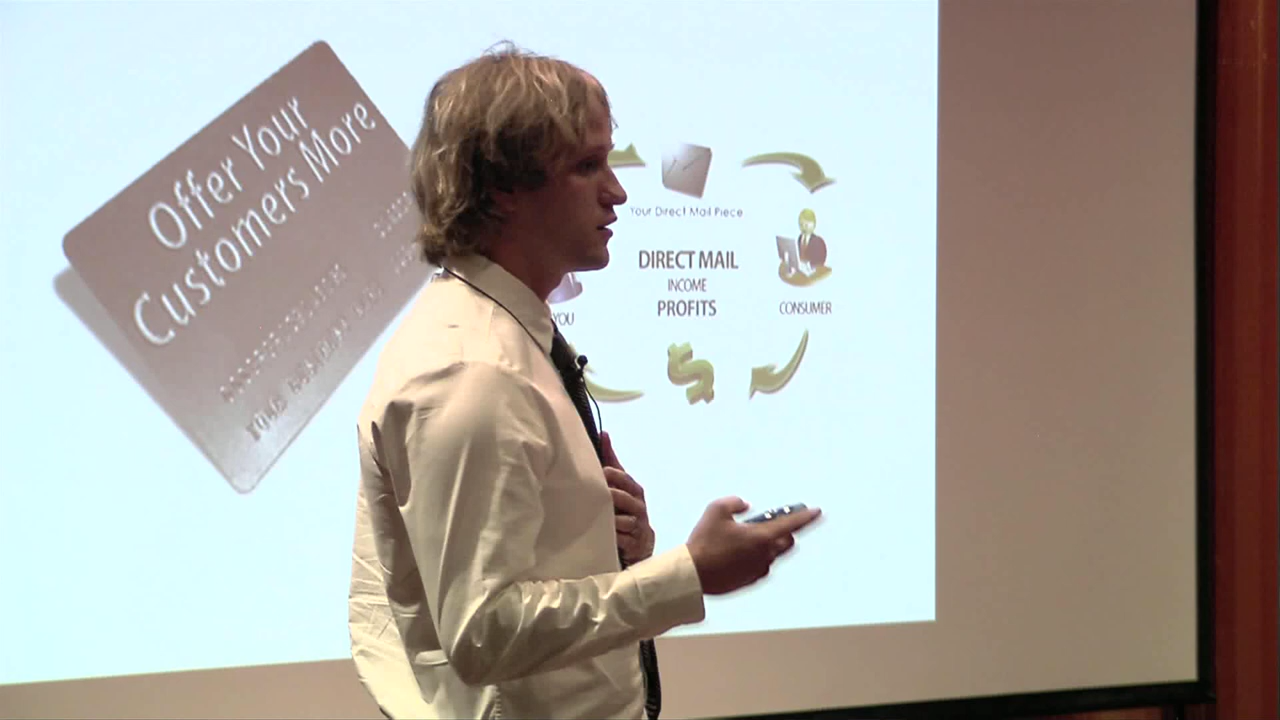 Offer Your
Customers More
Your Direct Mail Piece
DIRECT MAIL
INCOME
PROFITS
YOU
CONSUMER